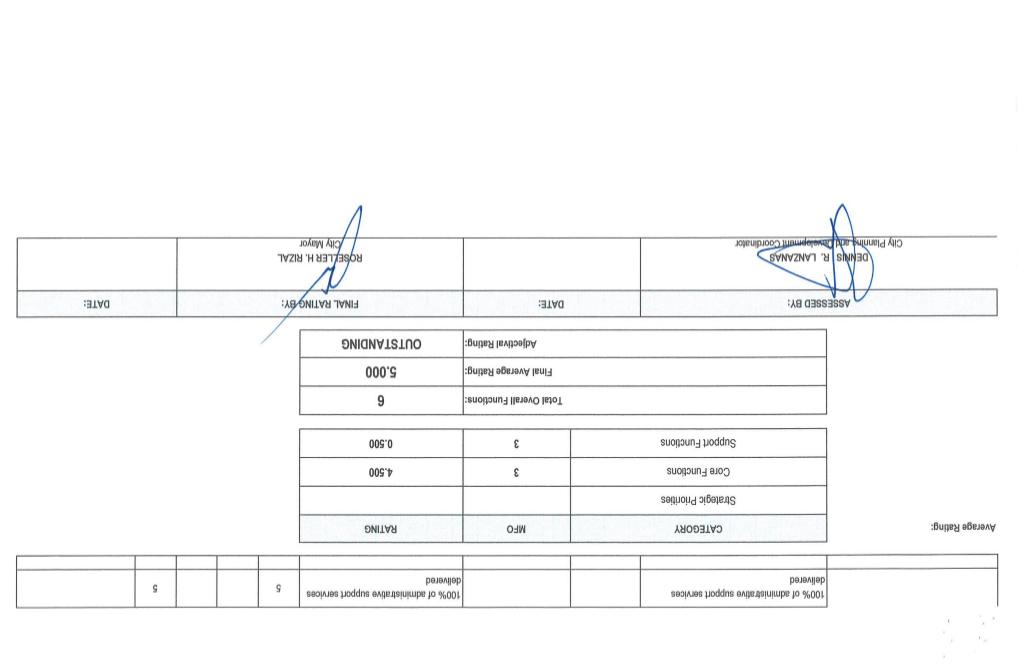 100% of administrative support services delivered 100% of administrative support services delivered 5 5
Average Rating:
CATEGORY MFO RATING
Strategic Priorities
Core Functions 3 4.500
Support Functions 3 0.500
Total Overall Functions: 6
Final Average Rating: 5.000
Adjectival Rating: OUTSTANDING
ASSESSED BY: DATE: FINAL RATING BY: DATE:
DENNIS R. LANZANAS ROSELLER H. RIZAL
City Planning and Development Coordinator City Mayor